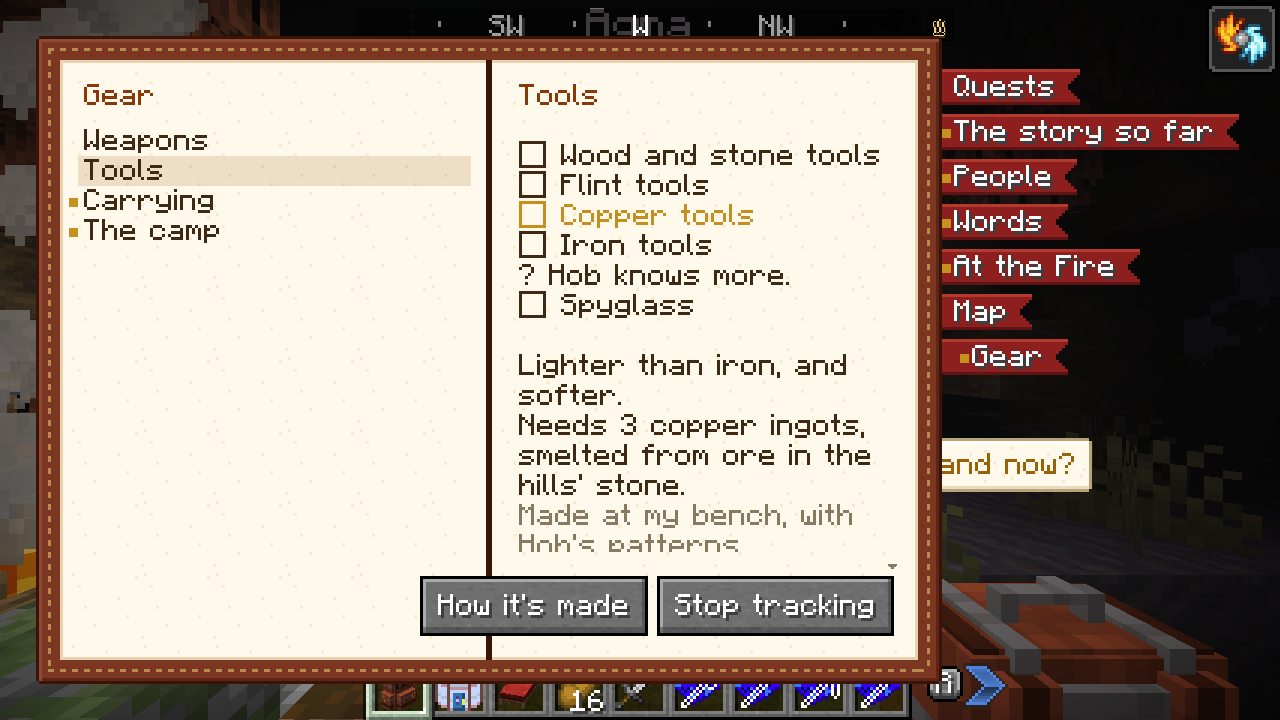 SW
W
NW
Gear
Weapons
Tools
Carrying
The camp
Tools
Wood and stone tools
Flint tools
Copper tools
Iron tools
? Hob knows more.
Spyglass
Lighter than iron, and
softer.
Needs 3 copper ingots,
smelted from ore in the
hills' stone.
Made at my bench, with
Hob's patterns
How it's made
Stop tracking
Quests
The story so far
People
Words
At the Fire
Map
Gear
and now?
16